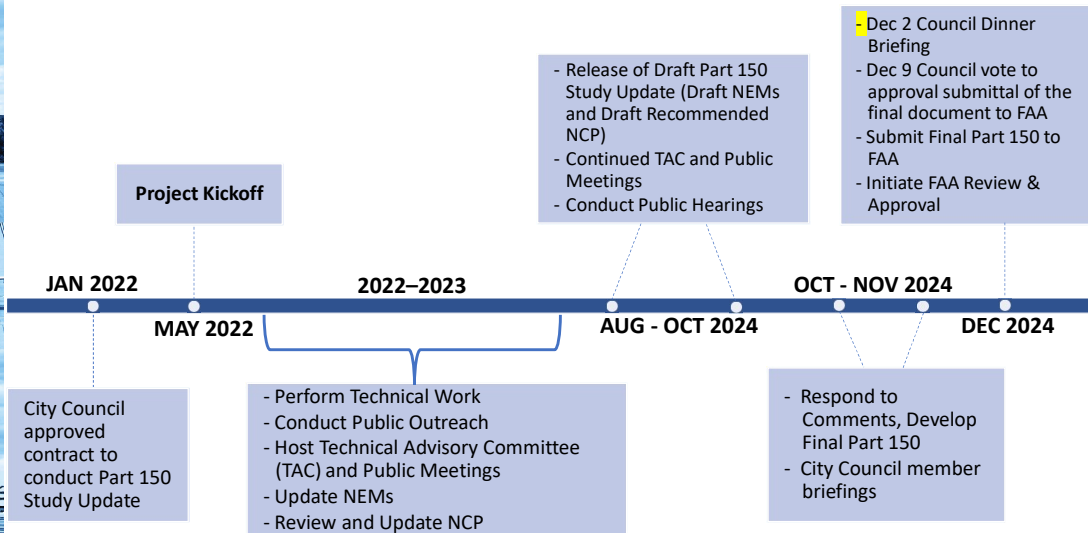 - Dec 2 Council Dinner
Briefing
- Dec 9 Council vote to
approval submittal of the
final document to FAA
- Submit Final Part 150 to
FAA
- Initiate FAA Review &
Approval
- Release of Draft Part 150
Study Update (Draft NEMs
and Draft Recommended
NCP)
- Continued TAC and Public
Meetings
- Conduct Public Hearings
Project Kickoff
JAN 2022
2022–2023
OCT - NOV 2024
MAY 2022
AUG - OCT 2024
DEC 2024
City Council
approved
contract to
conduct Part 150
Study Update
- Perform Technical Work
- Conduct Public Outreach
- Host Technical Advisory Committee
(TAC) and Public Meetings
- Update NEMs
- Review and Update NCP
- Respond to
Comments, Develop
Final Part 150
- City Council member
briefings